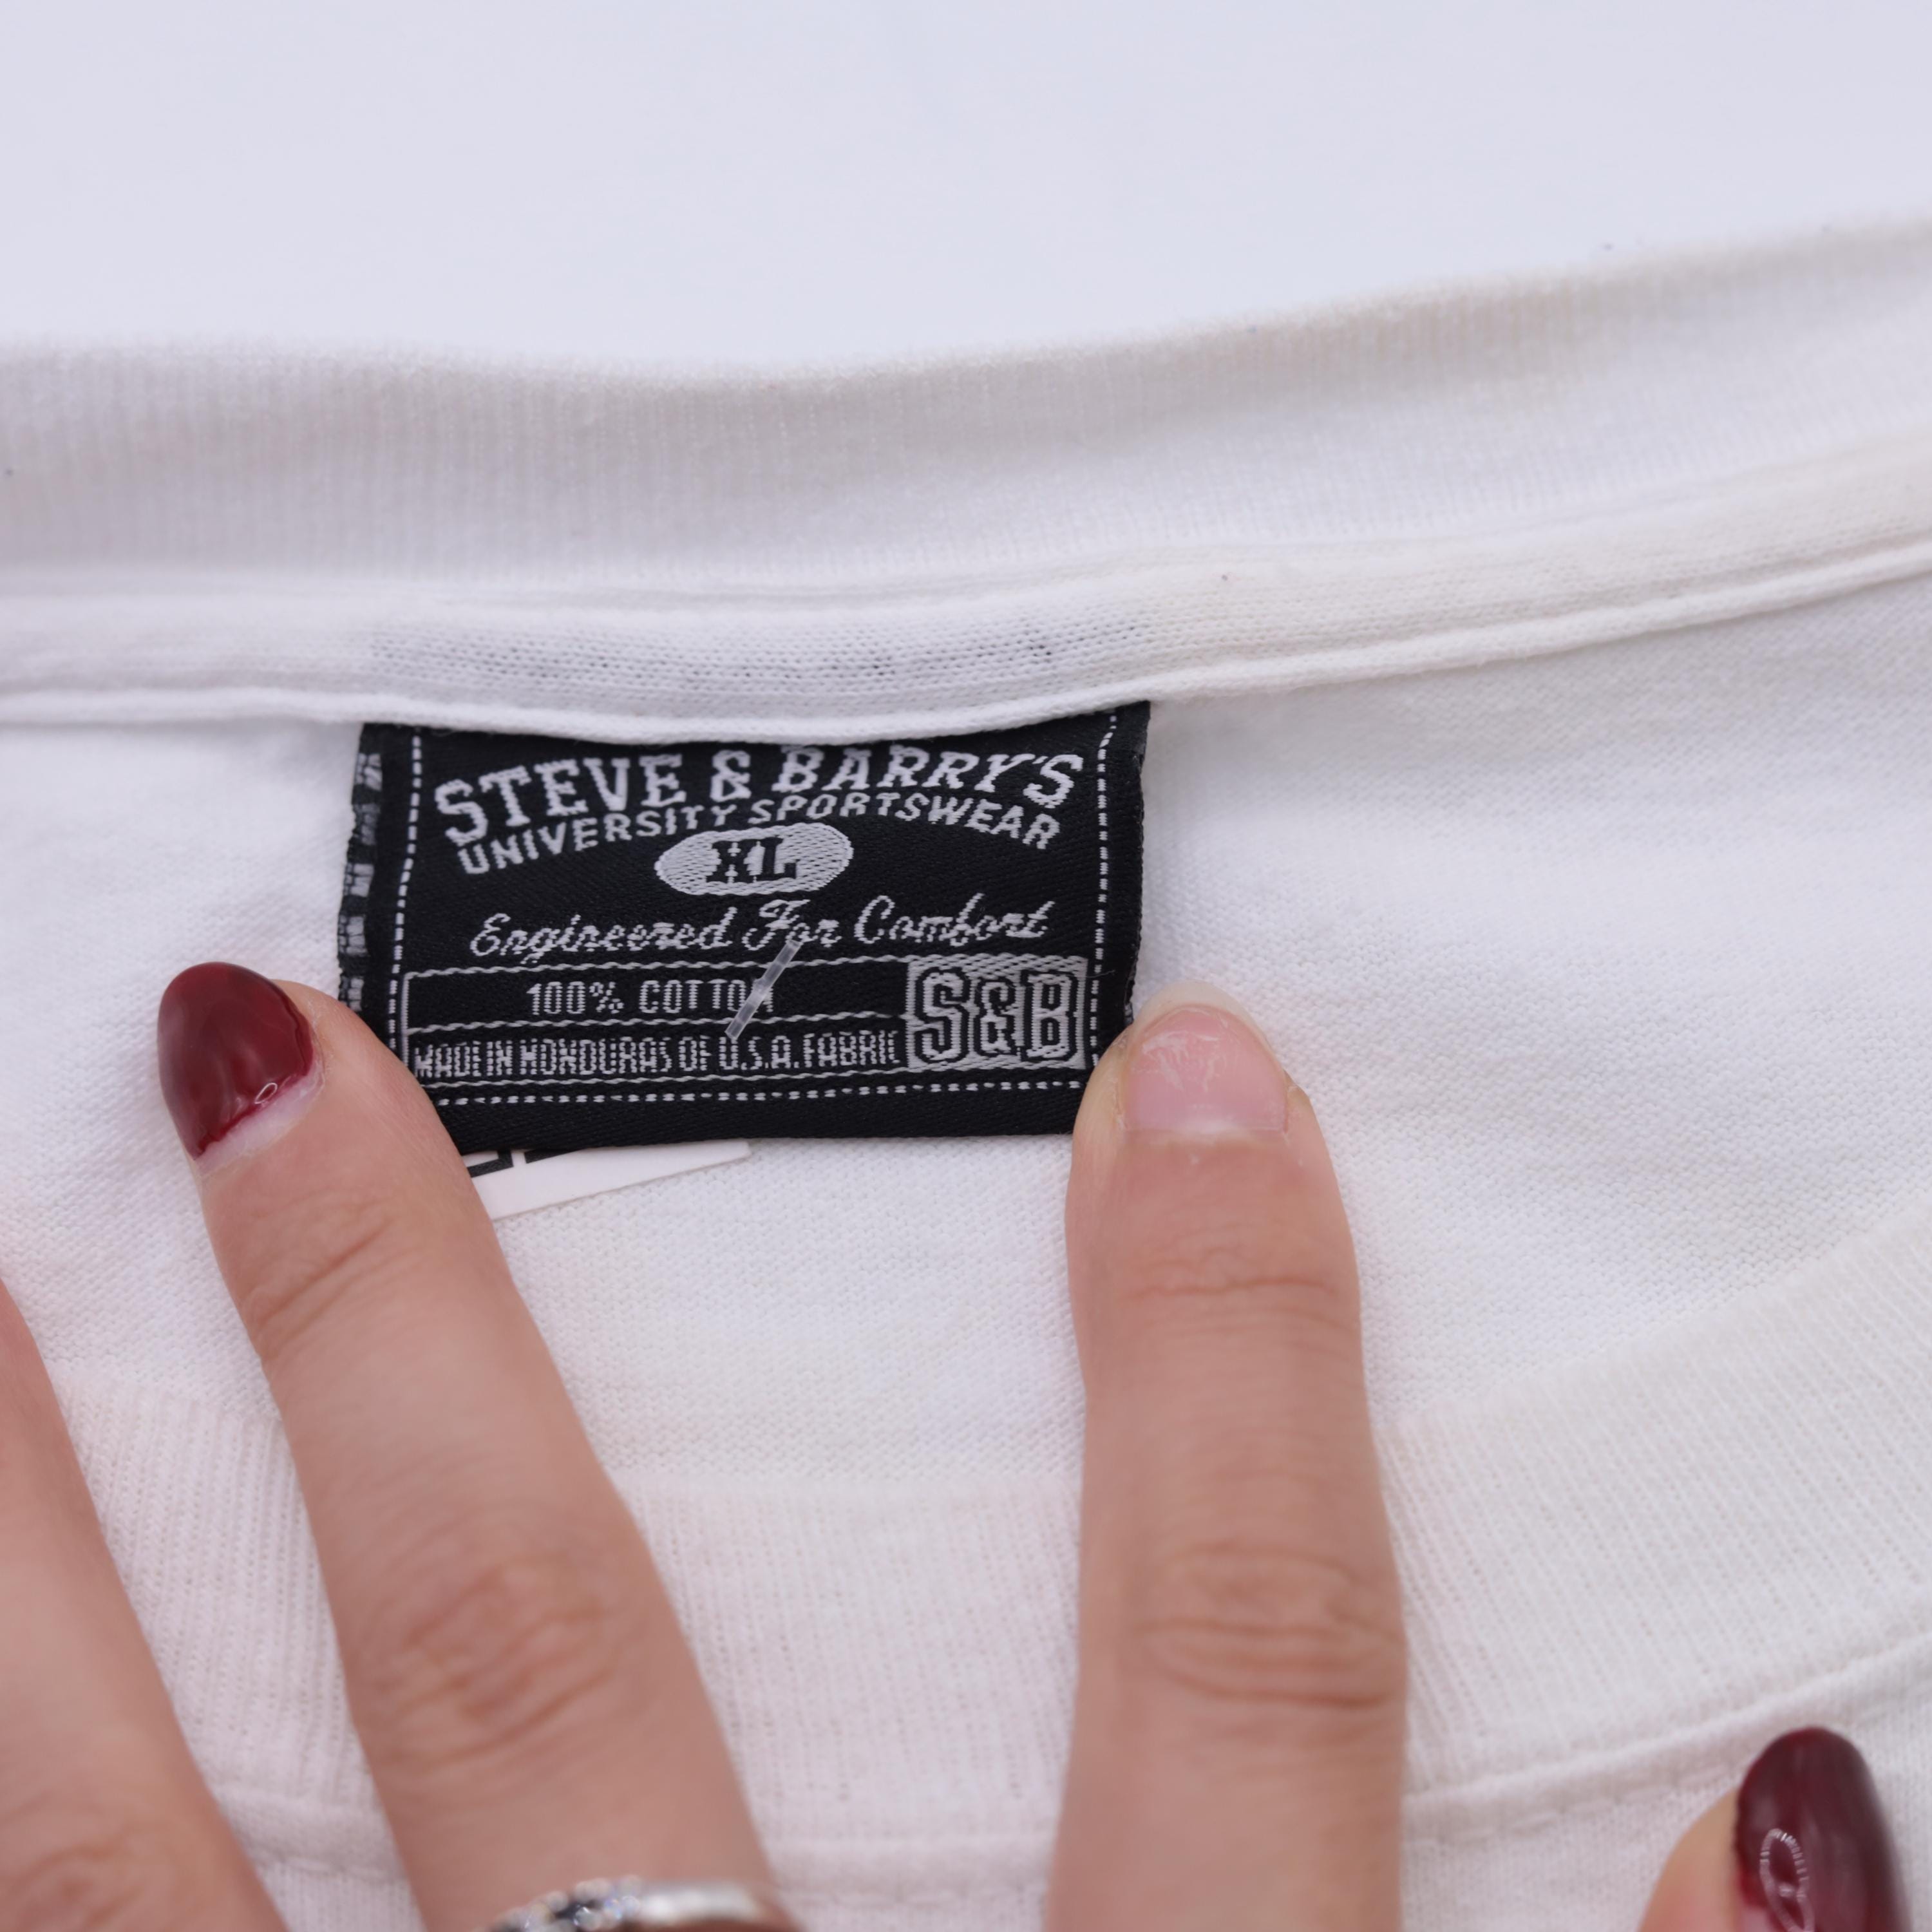 STEVE & BARRY'S
UNIVERSITY SPORTSWEAR
XL
Engineered For Comfort
100% COTTON
MADE IN HONDURAS OF U.S.A. FABRIC
S&B